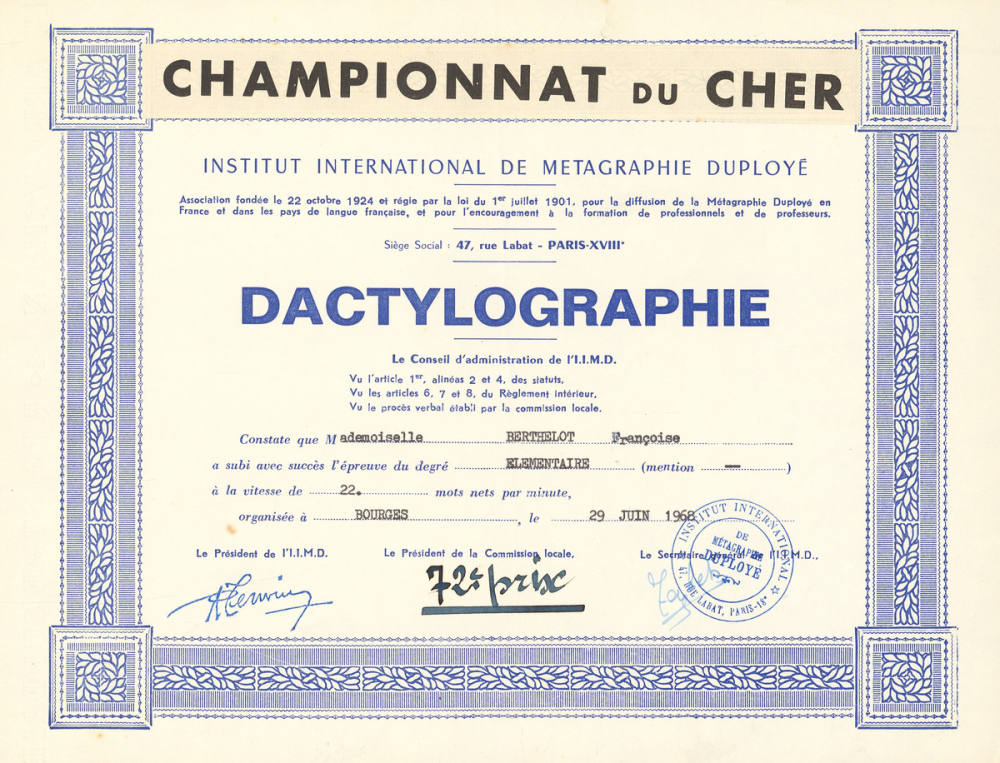 CHAMPIONNAT DU CHER
INSTITUT INTERNATIONAL DE METAGRAPHIE DUPLOYÉ
Association fondée le 22 octobre 1924 et régie par la loi du 1er juillet 1901, pour la diffusion de la Métagraphie Duployé en
France et dans les pays de langue française, et pour l'encouragement à la formation de professionnels et de professeurs.
Siège Social : 47, rue Labat - PARIS-XVIIIe
DACTYLOGRAPHIE
Le Conseil d'administration de l'I.I.M.D.
Vu l'article 1er, alinéas 2 et 4, des statuts,
Vu les articles 6, 7 et 8, du Règlement intérieur,
Vu le procès verbal établi par la commission locale.
Constate que Mademoiselle BERTHELOT Françoise
a subi avec succès l'épreuve du degré ELEMENTAIRE (mention — )
à la vitesse de 22. mots nets par minute,
organisée à BOURGES, le 29 JUIN 1968
Le Président de l'I.I.M.D. Le Président de la Commission locale, Le Secrétaire général de l'I.I.M.D.,
72e prix
INSTITUT INTERNATIONAL
DE
MÉTAGRAPHIE
DUPLOYÉ
47, RUE LABAT, PARIS-18e